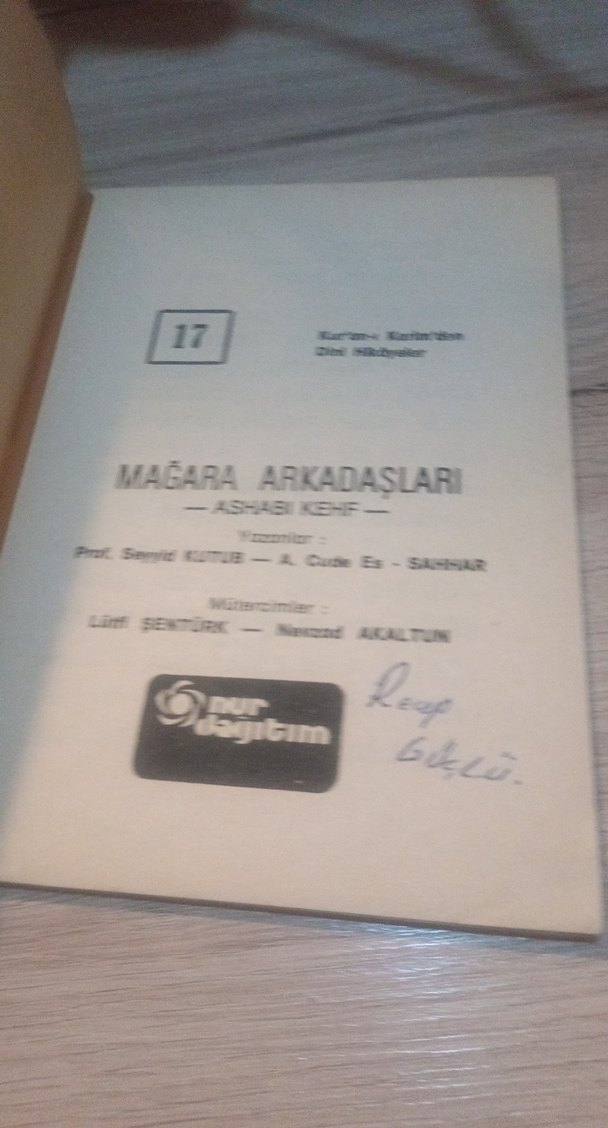 17
Kur'an-ı Kerim'den
Dini Hikâyeler
MAĞARA ARKADAŞLARI
— ASHABI KEHF —
Yazanlar :
Prof. Seyyid KUTUB — A. Cude Es - SAHHAR
Mütercimler :
Lütfi ŞENTÜRK — Nevzad AKALTUN
nur
dağıtım
Recep
Güçlü.